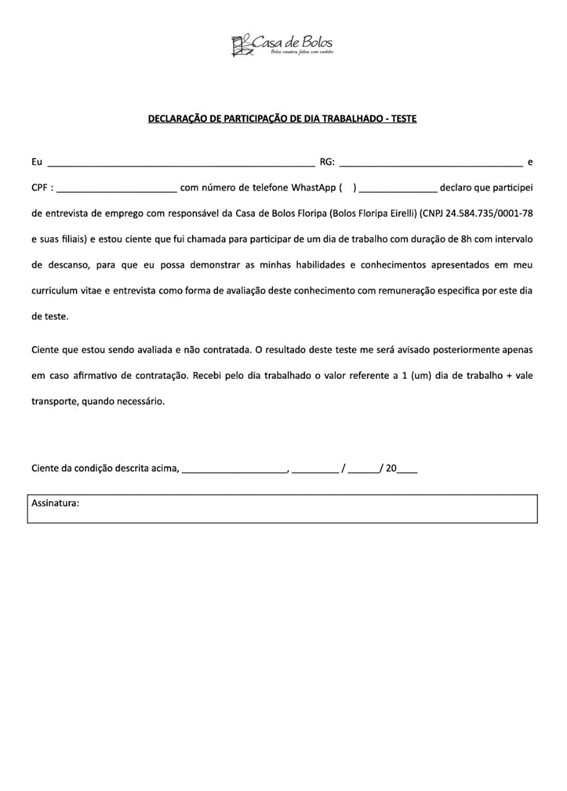 Casa de Bolos
Bolos caseiros feitos com carinho
DECLARAÇÃO DE PARTICIPAÇÃO DE DIA TRABALHADO - TESTE
Eu ____________________ RG: ____________________ e
CPF : ____________________ com número de telefone WhastApp ( ) ______________ declaro que participei
de entrevista de emprego com responsável da Casa de Bolos Floripa (Bolos Floripa Eirelli) (CNPJ 24.584.735/0001-78
e suas filiais) e estou ciente que fui chamada para participar de um dia de trabalho com duração de 8h com intervalo
de descanso, para que eu possa demonstrar as minhas habilidades e conhecimentos apresentados em meu
curriculum vitae e entrevista como forma de avaliação deste conhecimento com remuneração especifica por este dia
de teste.
Ciente que estou sendo avaliada e não contratada. O resultado deste teste me será avisado posteriormente apenas
em caso afirmativo de contratação. Recebi pelo dia trabalhado o valor referente a 1 (um) dia de trabalho + vale
transporte, quando necessário.
Ciente da condição descrita acima, ____________________, _________ / ______/ 20____
Assinatura: